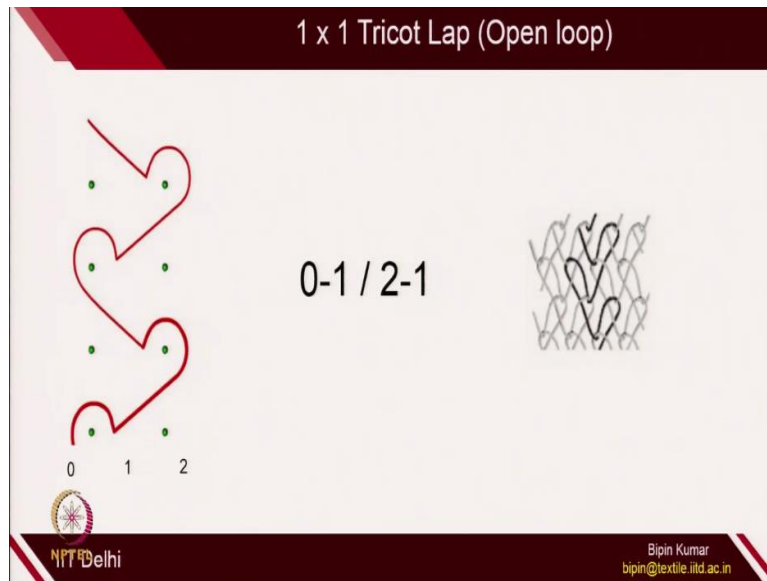 1 x 1 Tricot Lap (Open loop)
0-1 / 2-1
0 1 2
NPTEL
IIT Delhi
Bipin Kumar
bipin@textile.iitd.ac.in